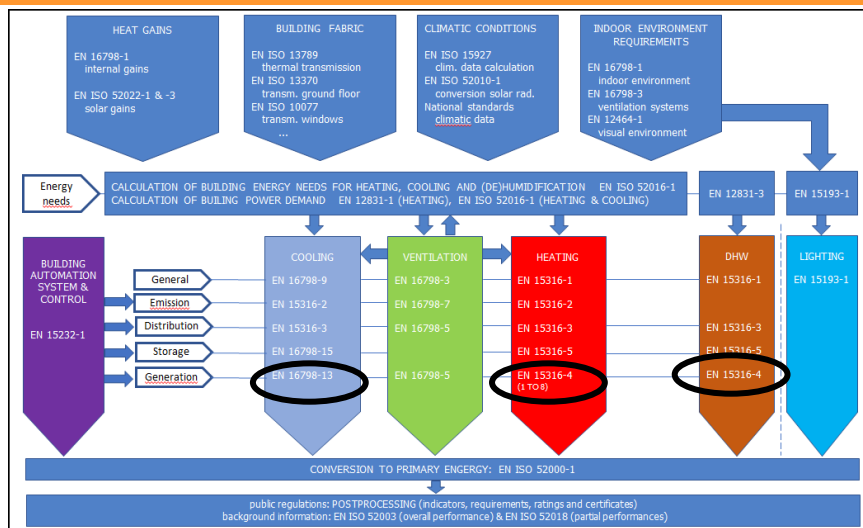 HEAT GAINS
EN 16798-1
internal gains
EN ISO 52022-1 & -3
solar gains
BUILDING FABRIC
EN ISO 13789
thermal transmission
EN ISO 13370
transm. ground floor
EN ISO 10077
transm. windows
...
CLIMATIC CONDITIONS
EN ISO 15927
clim. data calculation
EN ISO 52010-1
conversion solar rad.
National standards
climatic data
INDOOR ENVIRONMENT
REQUIREMENTS
EN 16798-1
indoor environment
EN 16798-3
ventilation systems
EN 12464-1
visual environment
Energy
needs
CALCULATION OF BUILDING ENERGY NEEDS FOR HEATING, COOLING AND (DE)HUMIDIFICATION EN ISO 52016-1
CALCULATION OF BUILING POWER DEMAND EN 12831-1 (HEATING), EN ISO 52016-1 (HEATING & COOLING)
EN 12831-3
EN 15193-1
BUILDING
AUTOMATION
SYSTEM &
CONTROL
EN 15232-1
General
Emission
Distribution
Storage
Generation
COOLING
EN 16798-9
EN 15316-2
EN 15316-3
EN 16798-15
EN 16798-13
VENTILATION
EN 16798-3
EN 16798-7
EN 16798-5
EN 16798-5
HEATING
EN 15316-1
EN 15316-2
EN 15316-3
EN 15316-5
EN 15316-4
(1 TO 8)
DHW
EN 15316-1
EN 15316-3
EN 15316-5
EN 15316-4
LIGHTING
EN 15193-1
CONVERSION TO PRIMARY ENGERGY: EN ISO 52000-1
public regulations: POSTPROCESSING (indicators, requirements, ratings and certificates)
background information: EN ISO 52003 (overall performance) & EN ISO 52018 (partial performances)